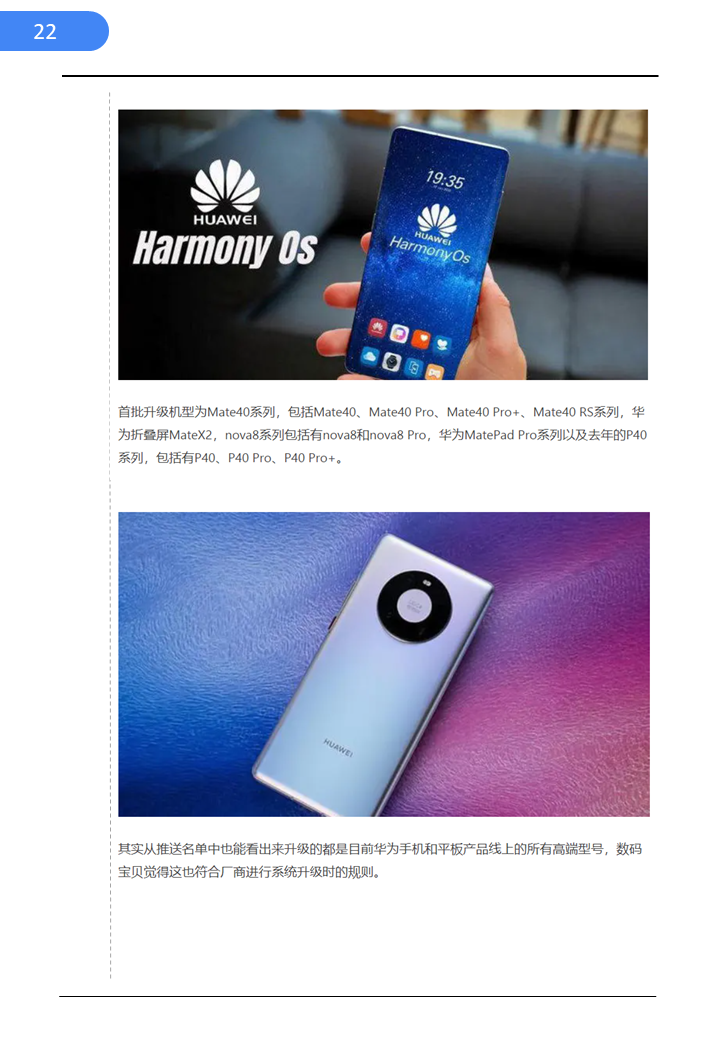 22
HUAWEI
Harmony Os
19:35
HUAWEI
HarmonyOs
首批升级机型为Mate40系列，包括Mate40、Mate40 Pro、Mate40 Pro+、Mate40 RS系列，华
为折叠屏MateX2，nova8系列包括有nova8和nova8 Pro，华为MatePad Pro系列以及去年的P40
系列，包括有P40、P40 Pro、P40 Pro+。
HUAWEI
其实从推送名单中也能看出来升级的都是目前华为手机和平板产品线上的所有高端型号，数码
宝贝觉得这也符合厂商进行系统升级时的规则。